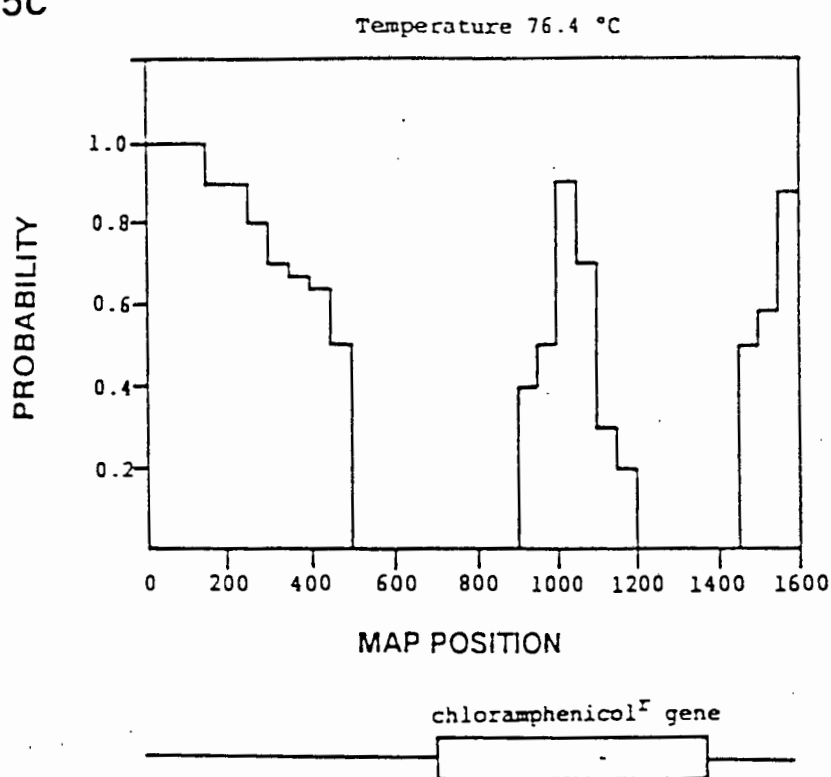 5C
Temperature 76.4 °C
PROBABILITY
1.0
0.8
0.6
0.4
0.2
0 200 400 600 800 1000 1200 1400 1600
MAP POSITION
chloramphenicolʳ gene